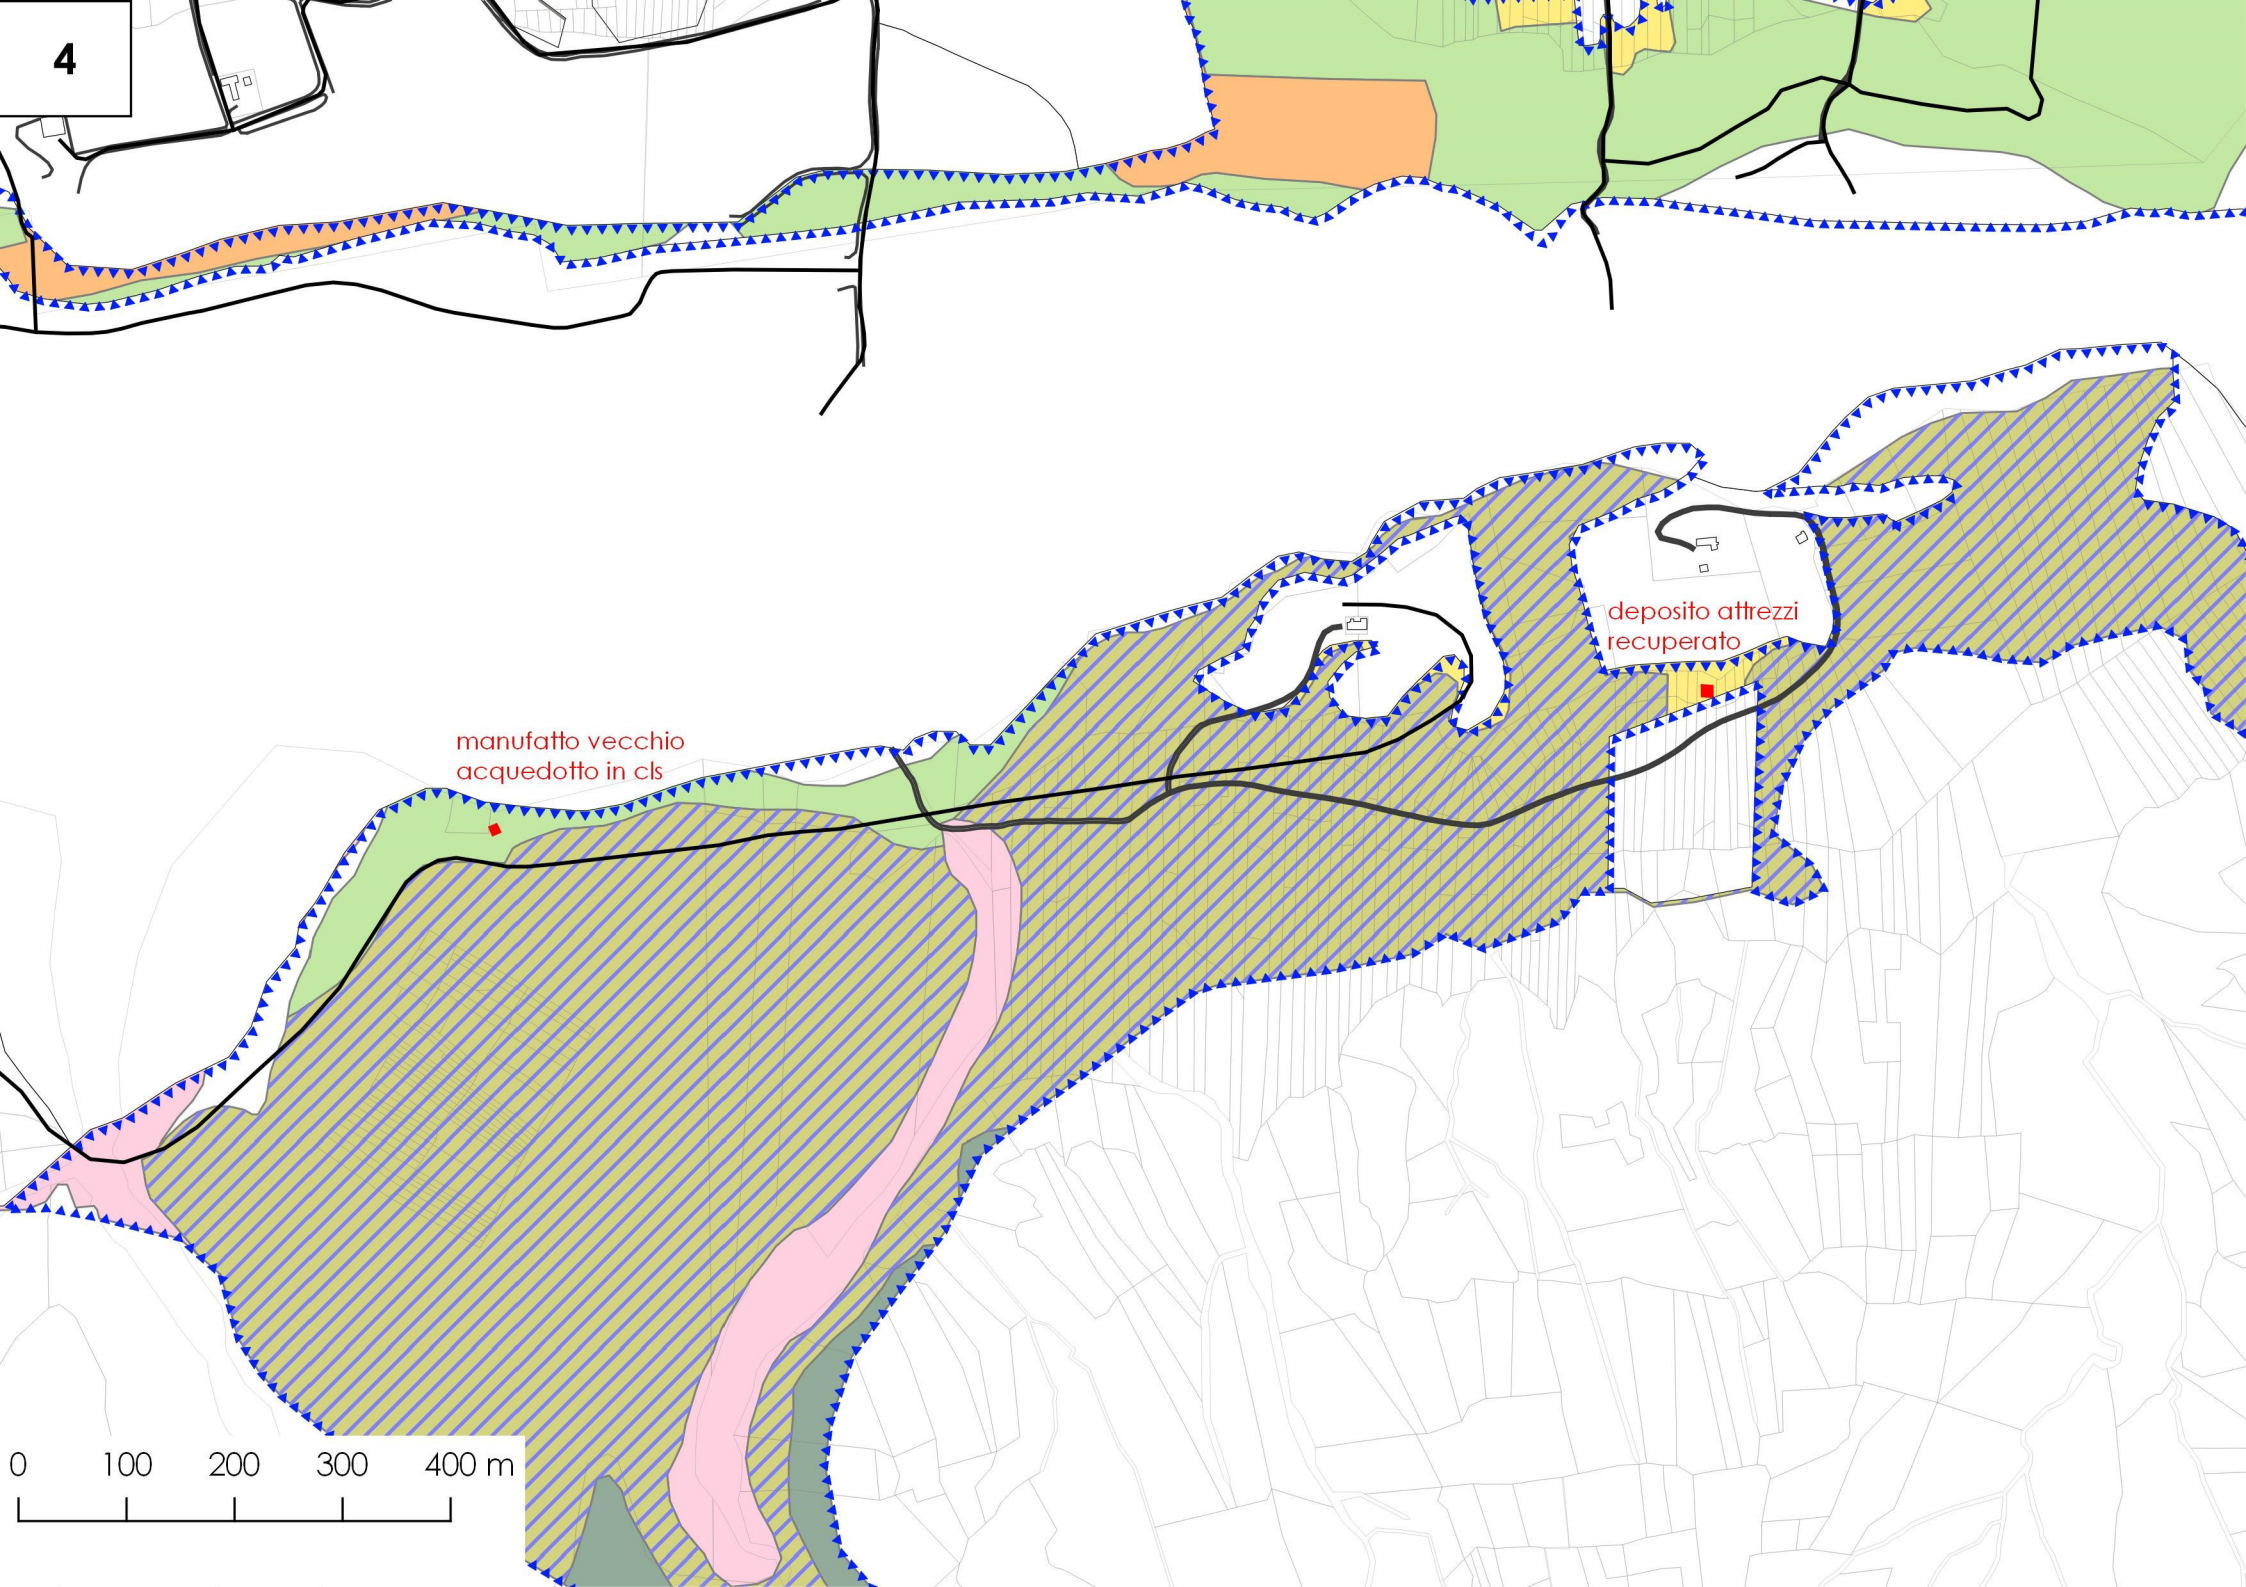 4
deposito attrezzi
recuperato
manufatto vecchio
acquedotto in cls
0 100 200 300 400 m